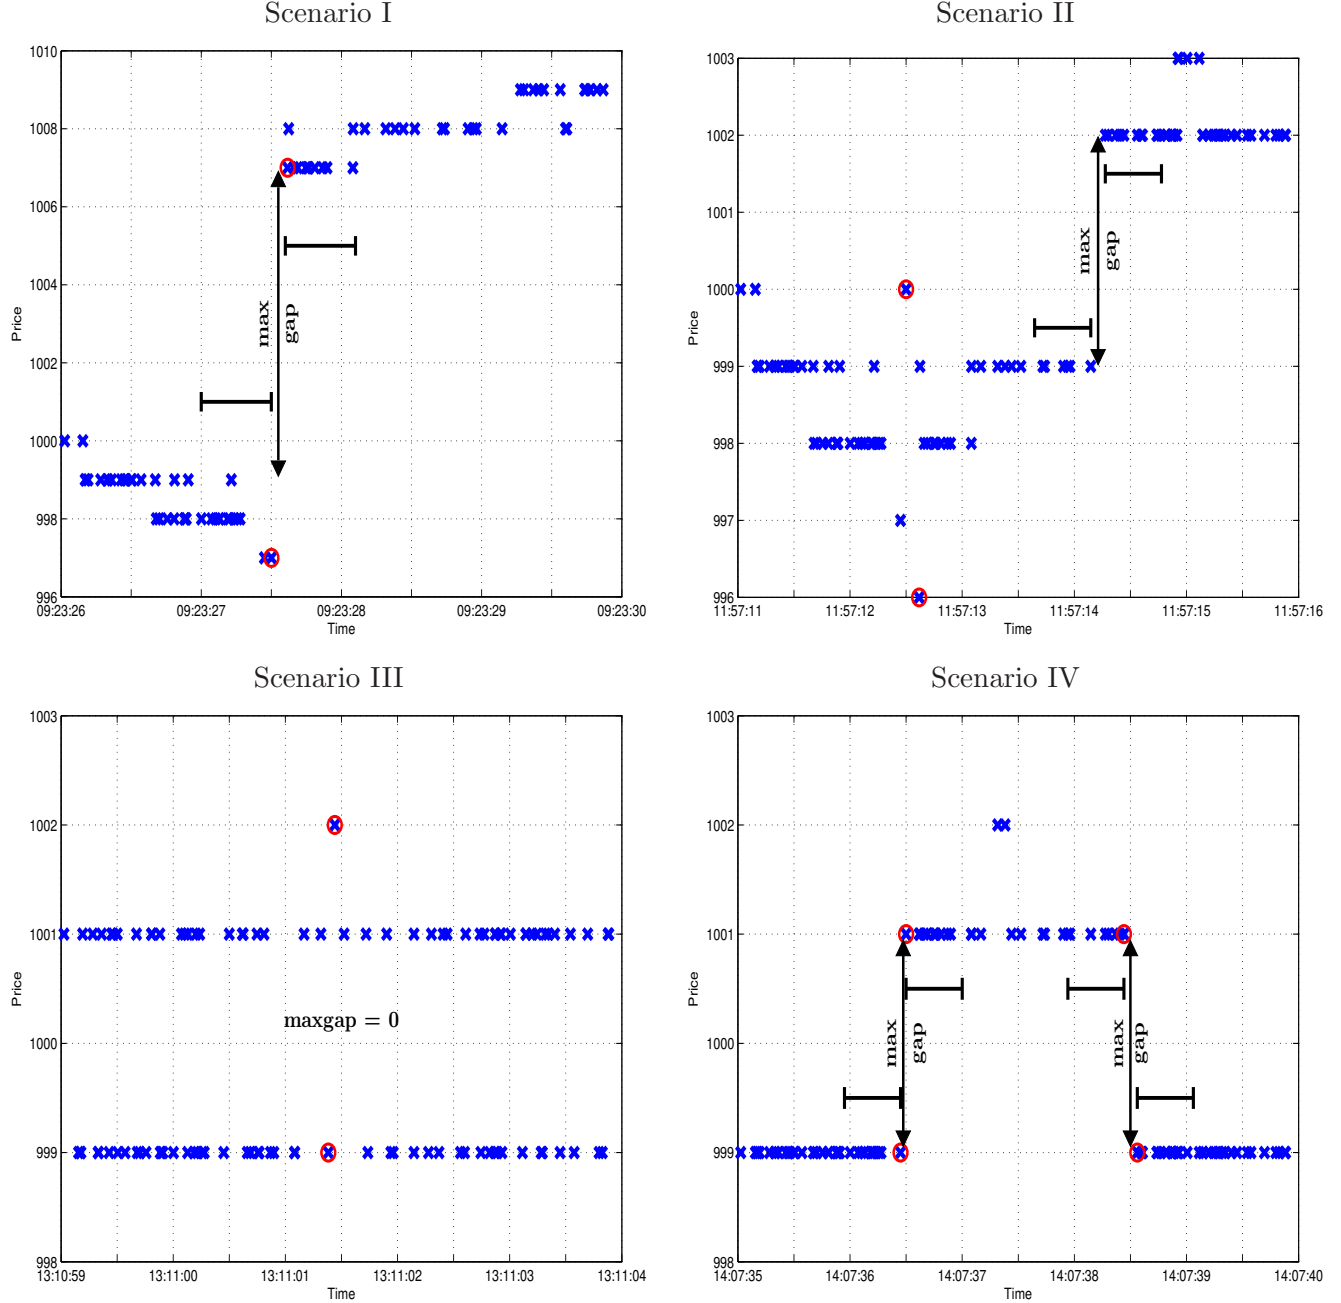 Scenario I
1010
1008
1006
1004
1002
1000
998
996
Price
max
gap
09:23:26
09:23:27
09:23:28
09:23:29
09:23:30
Time
Scenario II
1003
1002
1001
1000
999
998
997
996
Price
max
gap
11:57:11
11:57:12
11:57:13
11:57:14
11:57:15
11:57:16
Time
Scenario III
1003
1002
1001
1000
999
998
Price
maxgap = 0
13:10:59
13:11:00
13:11:01
13:11:02
13:11:03
13:11:04
Time
Scenario IV
1003
1002
1001
1000
999
998
Price
max
gap
max
gap
14:07:35
14:07:36
14:07:37
14:07:38
14:07:39
14:07:40
Time